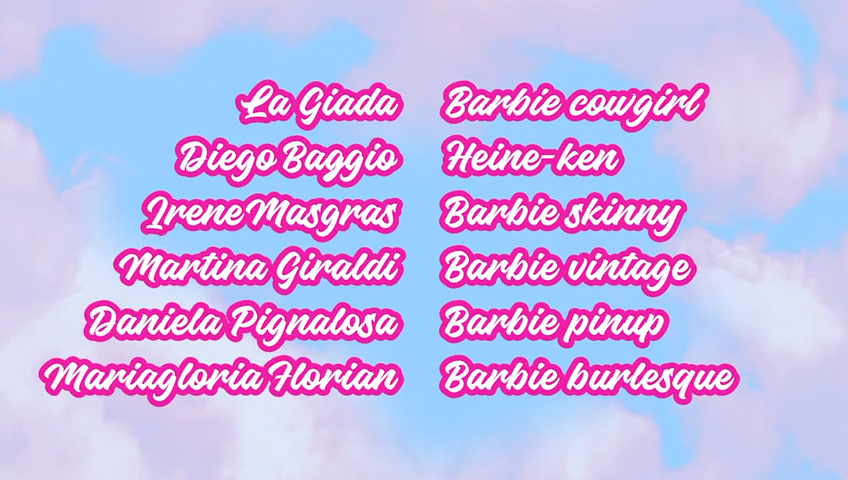 La Giada Barbie cowgirl
Diego Baggio Heine-ken
Irene Masgras Barbie skinny
Martina Giraldi Barbie vintage
Daniela Pignalosa Barbie pinup
Mariagloria Florian Barbie burlesque